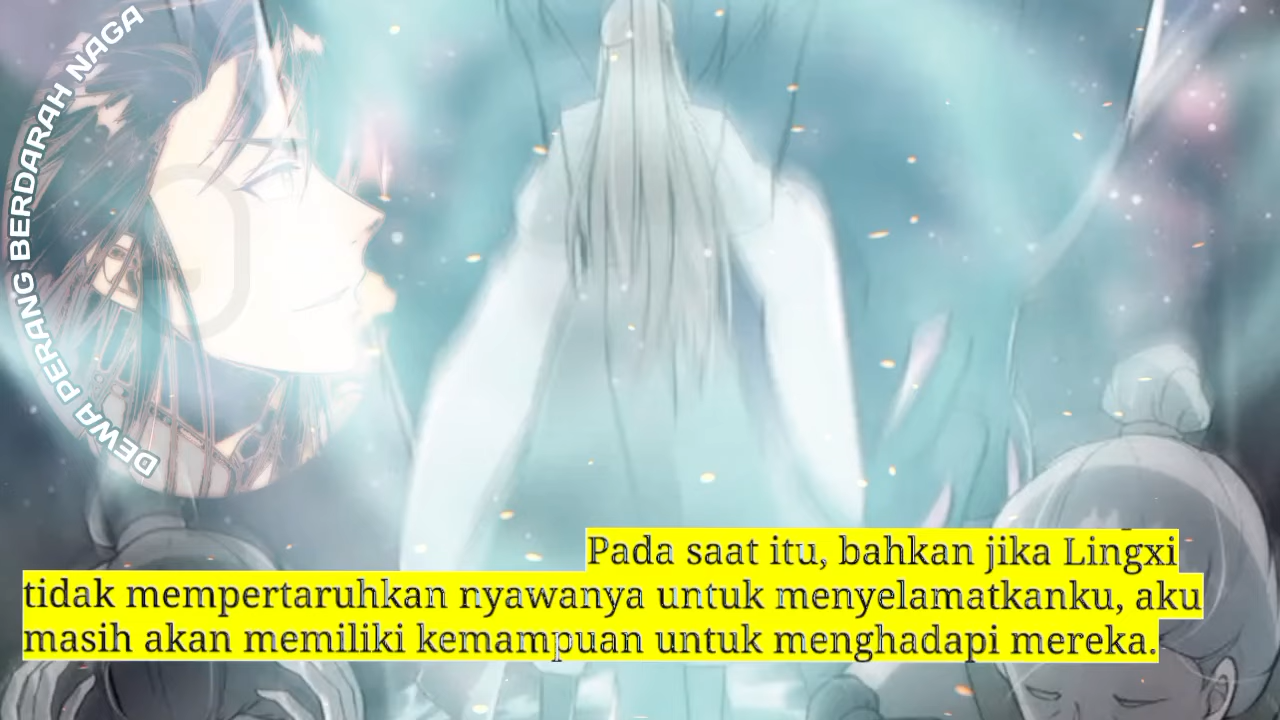 DEWA PERANG BERDARAH NAGA
Pada saat itu, bahkan jika Lingxi
tidak mempertaruhkan nyawanya untuk menyelamatkanku, aku
masih akan memiliki kemampuan untuk menghadapi mereka.